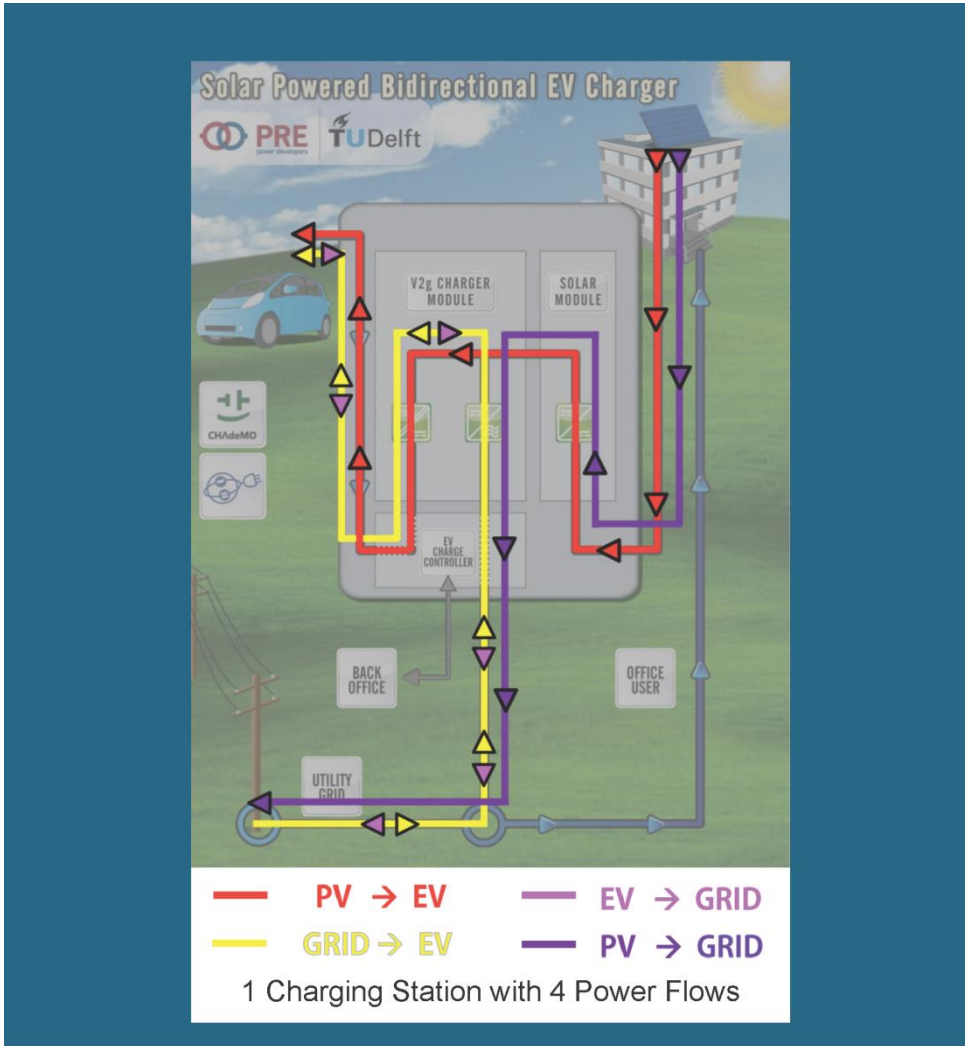 Solar Powered Bidirectional EV Charger
PRE
power developers
TUDelft
V2g CHARGER
MODULE
SOLAR
MODULE
CHAdeMO
EV
CHARGE
CONTROLLER
BACK
OFFICE
OFFICE
USER
UTILITY
GRID
PV → EV
EV → GRID
GRID → EV
PV → GRID
1 Charging Station with 4 Power Flows